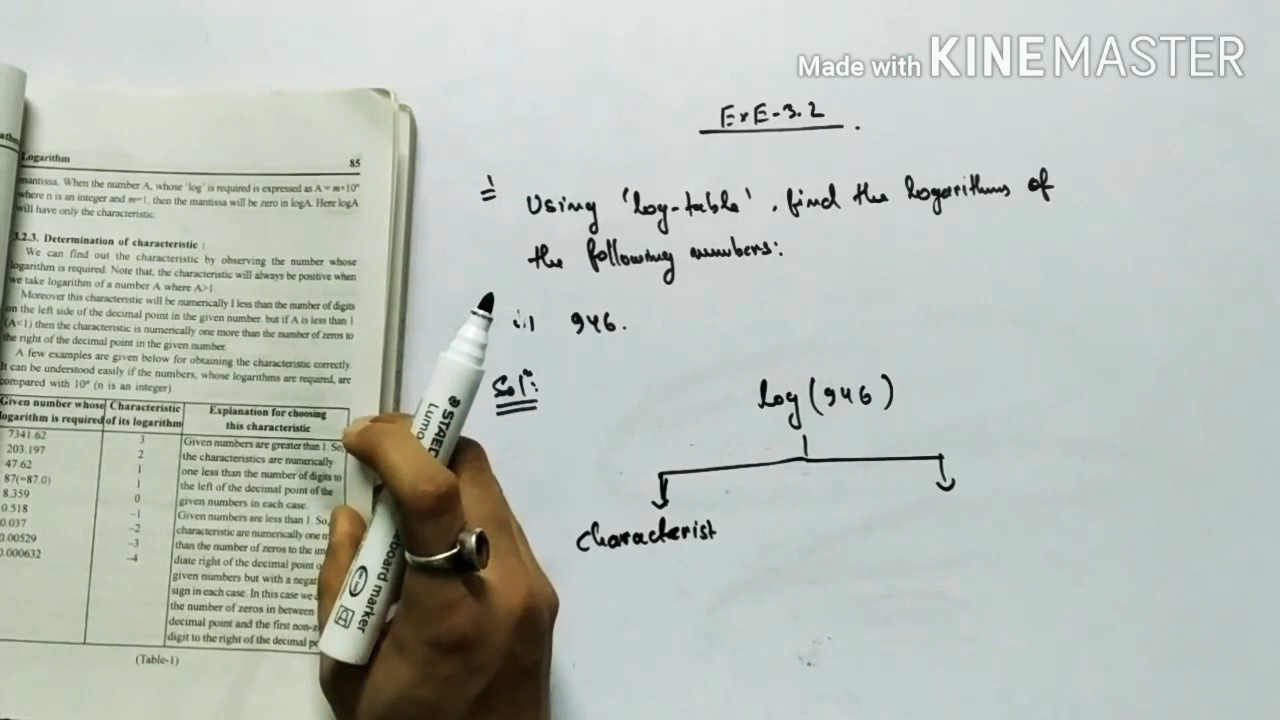 Made with KINEMASTER
Logarithm 85
mantissa. When the number A, whose 'log' is required is expressed as A = m×10ⁿ
where n is an integer and m=1, then the mantissa will be zero in logA. Here logA
will have only the characteristic.
3.2.3. Determination of characteristic :
We can find out the characteristic by observing the number whose
logarithm is required. Note that, the characteristic will always be positive when
we take logarithm of a number A where A>1.
Moreover this characteristic will be numerically 1 less than the number of digits
on the left side of the decimal point in the given number. but if A is less than 1
(A<1) then the characteristic is numerically one more than the number of zeros to
the right of the decimal point in the given number.
A few examples are given below for obtaining the characteristic correctly.
It can be understood easily if the numbers, whose logarithms are required, are
compared with 10ⁿ (n is an integer)
Given number whose
logarithm is required
Characteristic
of its logarithm
Explanation for choosing
this characteristic
7341.62 3
203.197 2
47.62 1
87(=87.0) 1
8.359 0
0.518 –1
0.037 –2
0.00529 –3
0.000632 –4
Given numbers are greater than 1. So,
the characteristics are numerically
one less than the number of digits to
the left of the decimal point of the
given numbers in each case.
Given numbers are less than 1. So,
characteristic are numerically one m
than the number of zeros to the im
diate right of the decimal point o
given numbers but with a negat
sign in each case. In this case we c
the number of zeros in between
decimal point and the first non-z
digit to the right of the decimal p
(Table-1)
EXE-3.2
1 Using 'log-table', find the logarithms of
the following numbers:
(i) 946.
Solⁿ: log (946)
characterist
STAEDTLER
Lumo
eboard marker